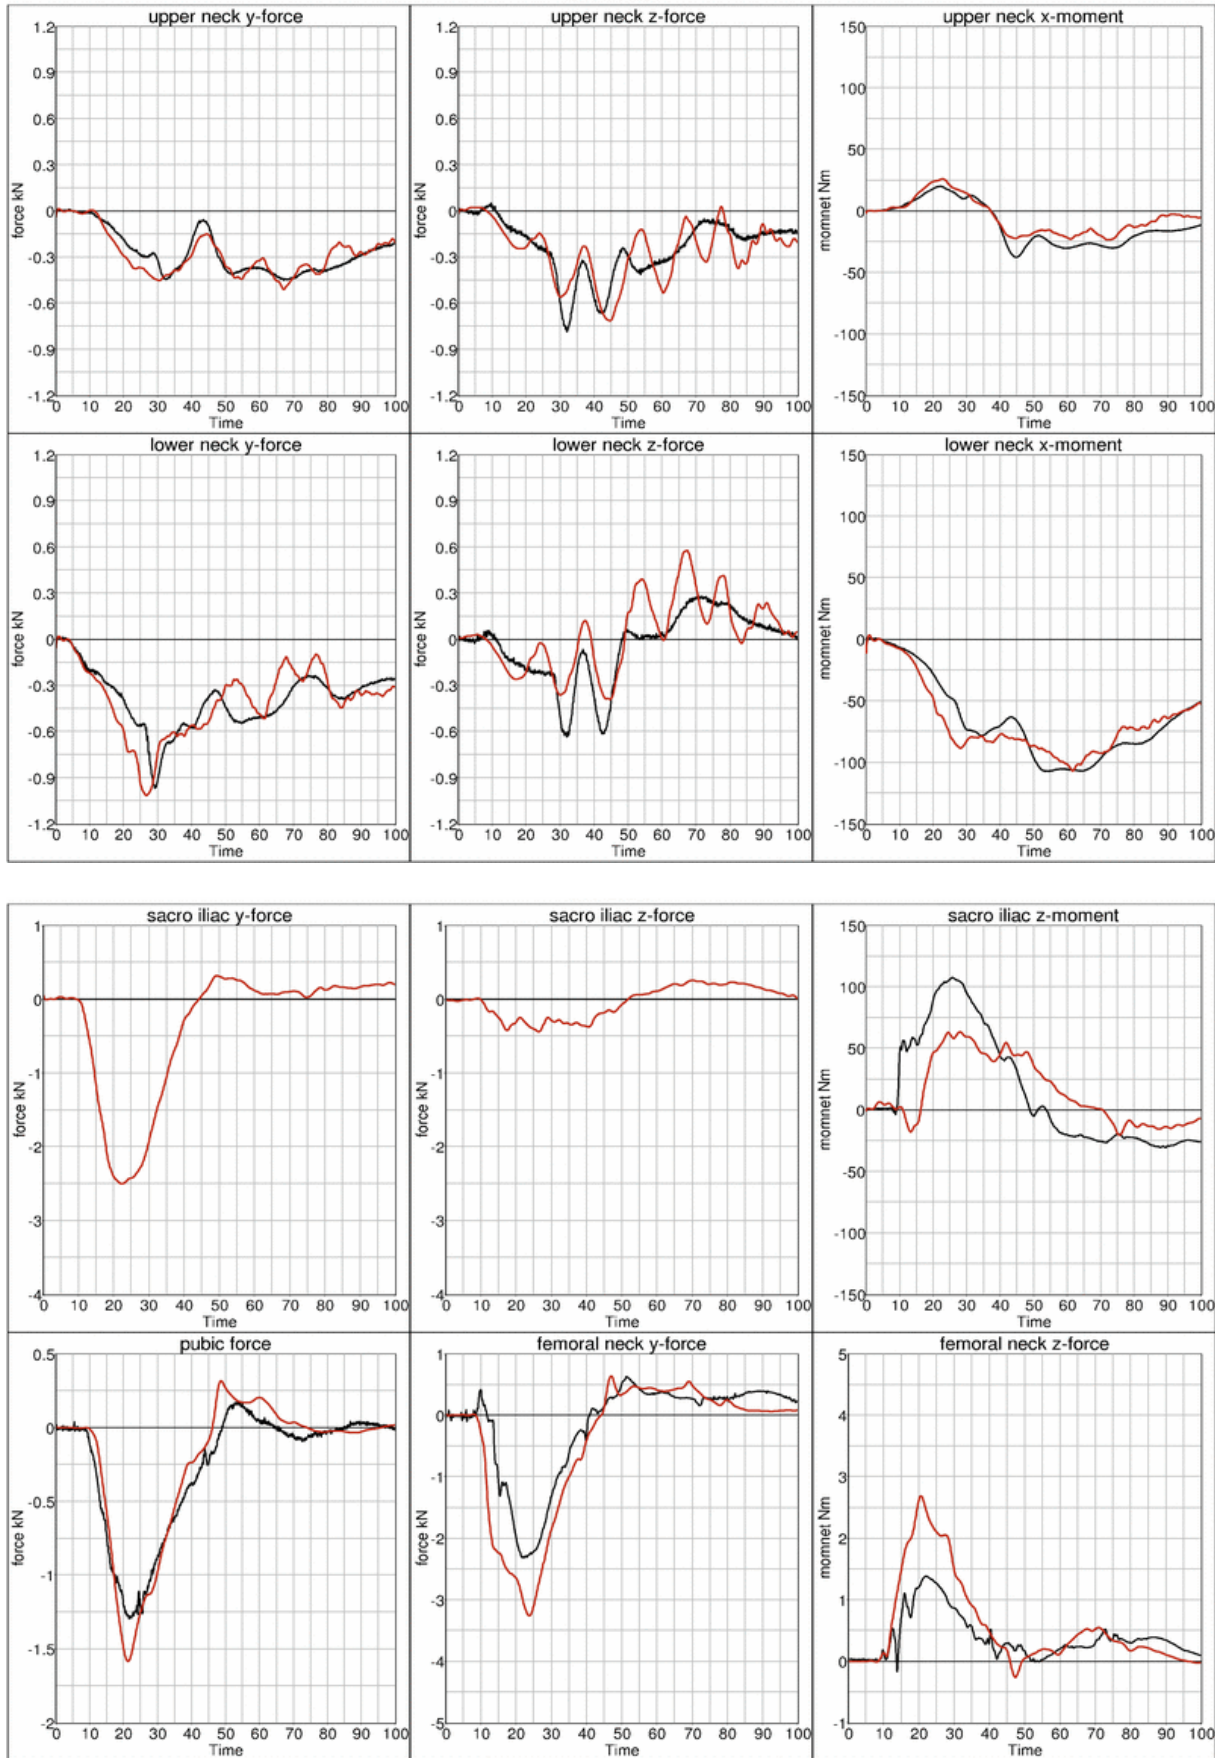 upper neck y-force
1.2
0.9
0.6
0.3
0
-0.3
-0.6
-0.9
-1.2
force kN
0 10 20 30 40 50 60 70 80 90 100
Time
upper neck z-force
1.2
0.9
0.6
0.3
0
-0.3
-0.6
-0.9
-1.2
force kN
0 10 20 30 40 50 60 70 80 90 100
Time
upper neck x-moment
150
100
50
0
-50
-100
-150
momnet Nm
0 10 20 30 40 50 60 70 80 90 100
Time
lower neck y-force
1.2
0.9
0.6
0.3
0
-0.3
-0.6
-0.9
-1.2
force kN
0 10 20 30 40 50 60 70 80 90 100
Time
lower neck z-force
1.2
0.9
0.6
0.3
0
-0.3
-0.6
-0.9
-1.2
force kN
0 10 20 30 40 50 60 70 80 90 100
Time
lower neck x-moment
150
100
50
0
-50
-100
-150
momnet Nm
0 10 20 30 40 50 60 70 80 90 100
Time
sacro iliac y-force
1
0
-1
-2
-3
-4
force kN
0 10 20 30 40 50 60 70 80 90 100
Time
sacro iliac z-force
1
0
-1
-2
-3
-4
force kN
0 10 20 30 40 50 60 70 80 90 100
Time
sacro iliac z-moment
150
100
50
0
-50
-100
-150
momnet Nm
0 10 20 30 40 50 60 70 80 90 100
Time
pubic force
0.5
0
-0.5
-1
-1.5
-2
force kN
0 10 20 30 40 50 60 70 80 90 100
Time
femoral neck y-force
1
0
-1
-2
-3
-4
-5
force kN
0 10 20 30 40 50 60 70 80 90 100
Time
femoral neck z-force
5
4
3
2
1
0
-1
momnet Nm
0 10 20 30 40 50 60 70 80 90 100
Time